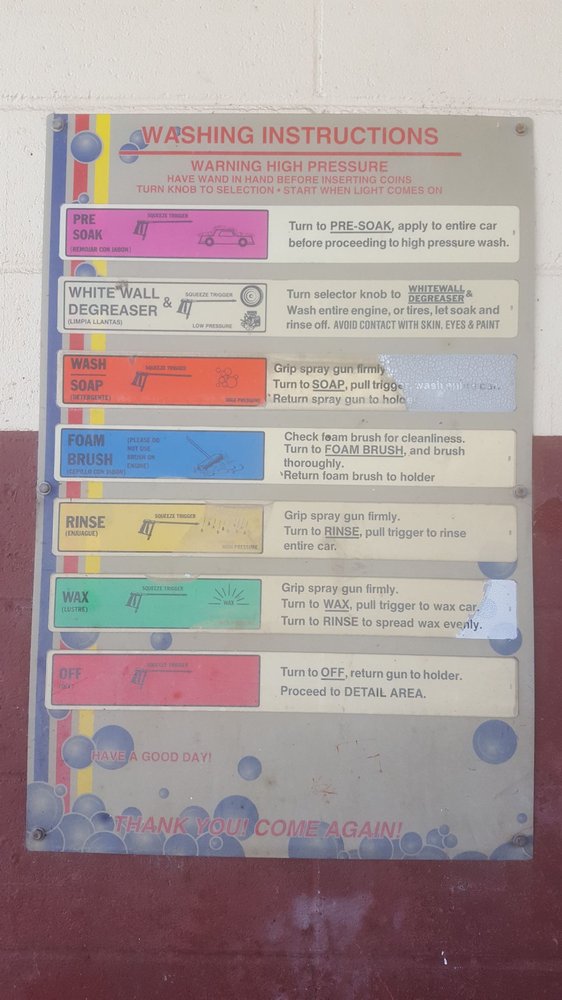 WASHING INSTRUCTIONS
WARNING HIGH PRESSURE
HAVE WAND IN HAND BEFORE INSERTING COINS
TURN KNOB TO SELECTION • START WHEN LIGHT COMES ON
PRE
SOAK
(REMOJAR CON JABON)
SQUEEZE TRIGGER
Turn to PRE-SOAK, apply to entire car
before proceeding to high pressure wash.
WHITE WALL
DEGREASER &
(LIMPIA LLANTAS)
SQUEEZE TRIGGER
LOW PRESSURE
Turn selector knob to WHITEWALL DEGREASER &
Wash entire engine, or tires, let soak and
rinse off. AVOID CONTACT WITH SKIN, EYES & PAINT
WASH
SOAP
(DETERGENTE)
SQUEEZE TRIGGER
HIGH PRESSURE
Grip spray gun firmly
Turn to SOAP, pull trigger, wash car.
Return spray gun to holder
FOAM
BRUSH
(CEPILLO CON JABON)
(PLEASE DO
NOT USE
BRUSH ON
ENGINE)
Check foam brush for cleanliness.
Turn to FOAM BRUSH, and brush
thoroughly.
Return foam brush to holder
RINSE
(ENJUAGUE)
SQUEEZE TRIGGER
HIGH PRESSURE
Grip spray gun firmly.
Turn to RINSE, pull trigger to rinse
entire car.
WAX
(LUSTRE)
SQUEEZE TRIGGER
WAX
Grip spray gun firmly.
Turn to WAX, pull trigger to wax car.
Turn to RINSE to spread wax evenly.
OFF
SQUEEZE TRIGGER
Turn to OFF, return gun to holder.
Proceed to DETAIL AREA.
HAVE A GOOD DAY!
THANK YOU! COME AGAIN!